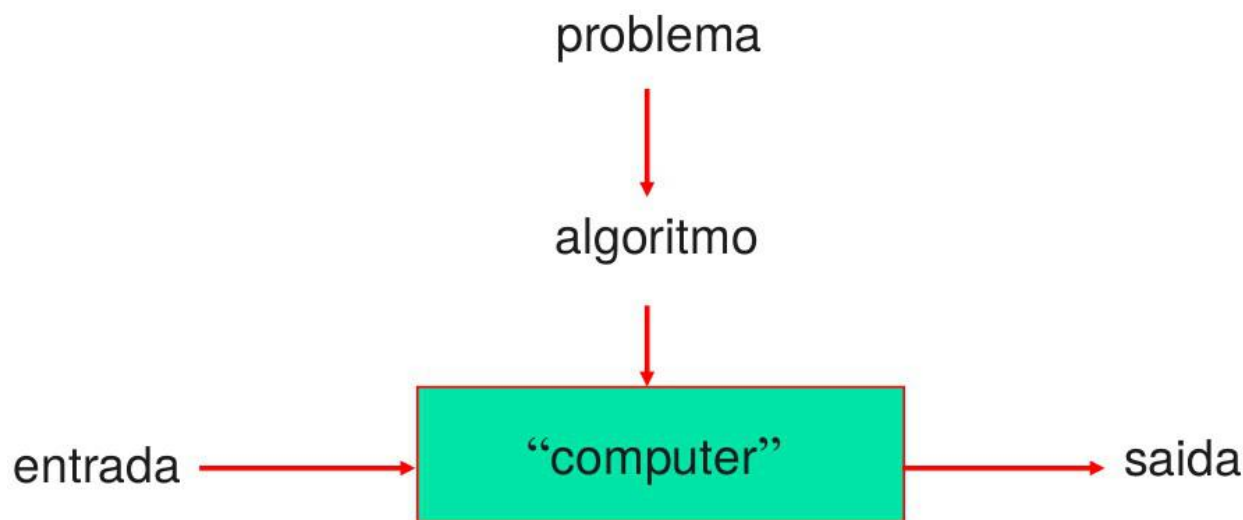 problema
algoritmo
entrada
“computer”
saida